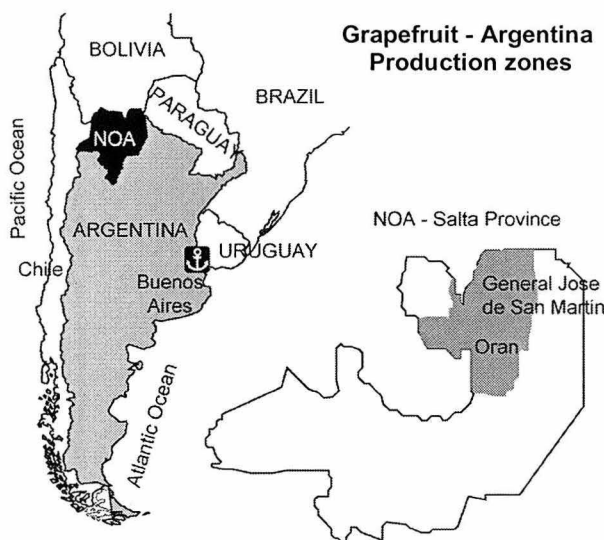 Grapefruit - Argentina
Production zones
BOLIVIA
PARAGUAY
BRAZIL
NOA
Pacific Ocean
ARGENTINA
URUGUAY
Chile
Buenos
Aires
Atlantic Ocean
NOA - Salta Province
General Jose
de San Martin
Oran